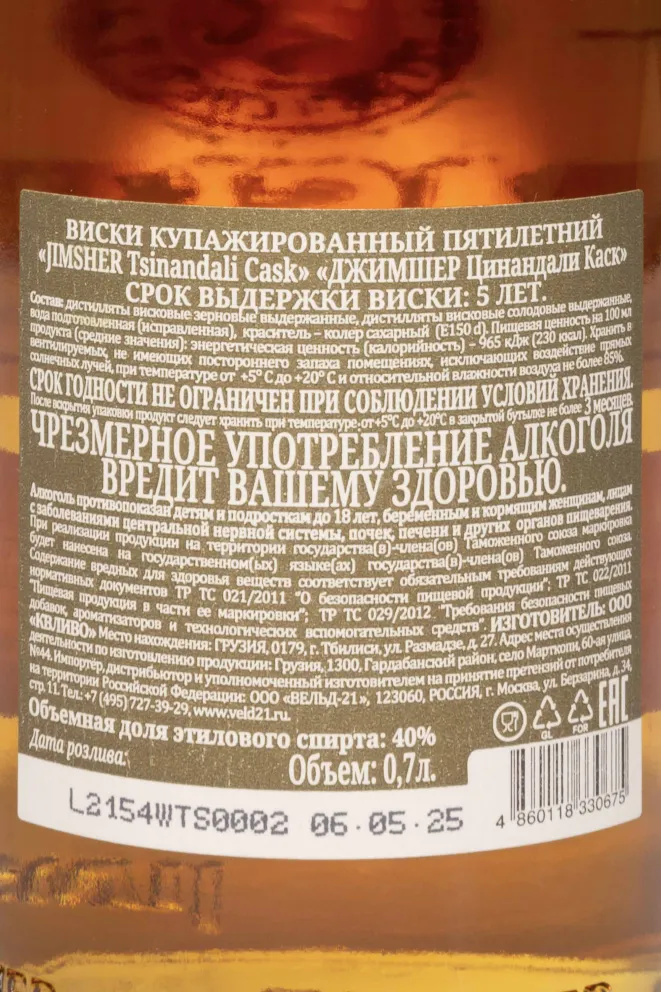 ВИСКИ КУПАЖИРОВАННЫЙ ПЯТИЛЕТНИЙ
«JIMSHER Tsinandali Cask» «ДЖИМШЕР Цинандали Каск»
СРОК ВЫДЕРЖКИ ВИСКИ: 5 ЛЕТ.
Состав: дистилляты висковые зерновые выдержанные, дистилляты висковые солодовые выдержанные,
вода подготовленная (исправленная), краситель – колер сахарный (E150 d). Пищевая ценность на 100 мл
продукта (средние значения): энергетическая ценность (калорийность) – 965 кДж (230 ккал). Хранить в
вентилируемых, не имеющих постороннего запаха помещениях, исключающих воздействие прямых
солнечных лучей, при температуре от +5°C до +20°C и относительной влажности воздуха не более 85%.
СРОК ГОДНОСТИ НЕ ОГРАНИЧЕН ПРИ СОБЛЮДЕНИИ УСЛОВИЙ ХРАНЕНИЯ.
После вскрытия упаковки продукт следует хранить при температуре от +5°C до +20°C в закрытой бутылке не более 3 месяцев.
ЧРЕЗМЕРНОЕ УПОТРЕБЛЕНИЕ АЛКОГОЛЯ
ВРЕДИТ ВАШЕМУ ЗДОРОВЬЮ.
Алкоголь противопоказан детям и подросткам до 18 лет, беременным и кормящим женщинам, лицам
с заболеваниями центральной нервной системы, почек, печени и других органов пищеварения.
При реализации продукции на территории государства(в)-члена(ов) Таможенного союза маркировка
будет нанесена на государственном(ых) языке(ах) государства(в)-члена(ов) Таможенного союза.
Содержание вредных для здоровья веществ соответствует обязательным требованиям действующих
нормативных документов ТР ТС 021/2011 "О безопасности пищевой продукции"; ТР ТС 022/2011
"Пищевая продукция в части ее маркировки"; ТР ТС 029/2012 "Требования безопасности пищевых
добавок, ароматизаторов и технологических вспомогательных средств". ИЗГОТОВИТЕЛЬ: ООО
«КВЛИВО» Место нахождения: ГРУЗИЯ, 0179, г. Тбилиси, ул. Размадзе, д. 27. Адрес места осуществления
деятельности по изготовлению продукции: Грузия, 1300, Гардабанский район, село Марткопи, 60-ая улица,
№44. Импортёр, дистрибьютор и уполномоченный изготовителем на принятие претензий от потребителя
на территории Российской Федерации: ООО «ВЕЛЬД-21», 123060, РОССИЯ, г. Москва, ул. Берзарина, д. 34,
стр. 11. Тел.: +7 (495) 727-39-29, www.veld21.ru.
Объемная доля этилового спирта: 40%
GL
FOR
EAC
Дата розлива:
Объем: 0,7л.
L2154WTS0002 06.05.25
4 860118 330675